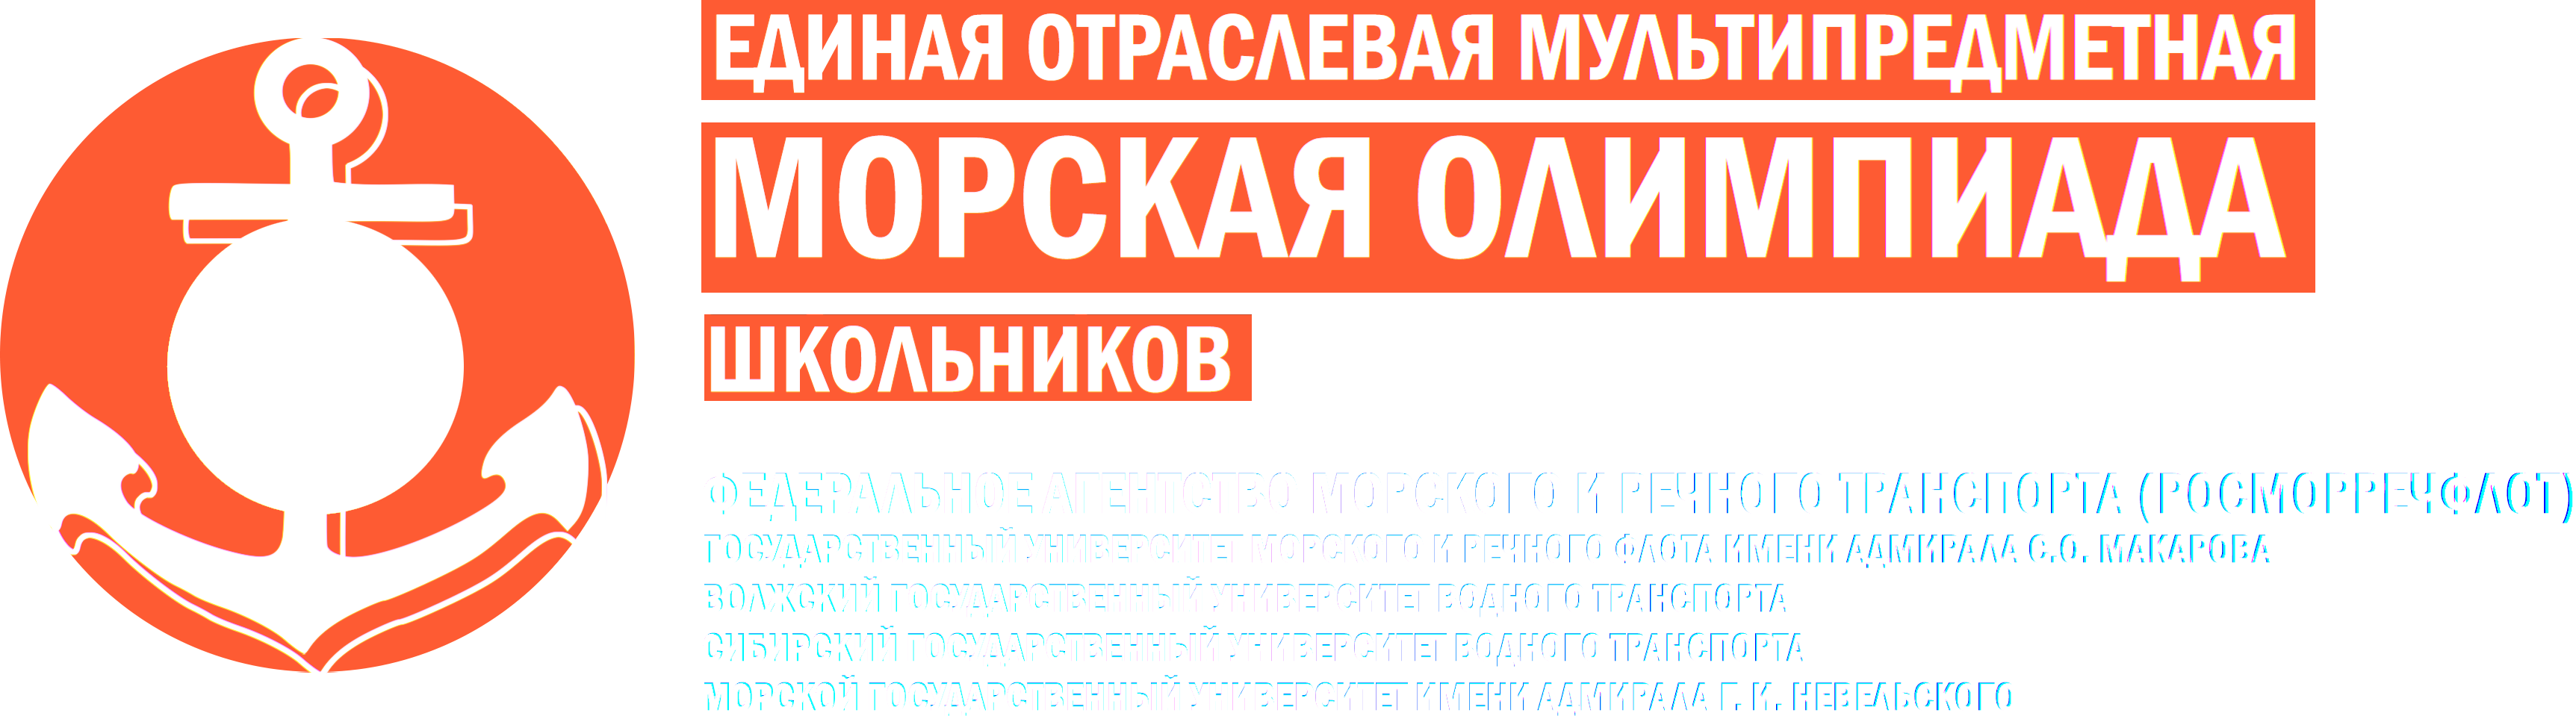 ЕДИНАЯ ОТРАСЛЕВАЯ МУЛЬТИПРЕДМЕТНАЯ
МОРСКАЯ ОЛИМПИАДА
ШКОЛЬНИКОВ
ФЕДЕРАЛЬНОЕ АГЕНТСТВО МОРСКОГО И РЕЧНОГО ТРАНСПОРТА (РОСМОРРЕЧФЛОТ)
ГОСУДАРСТВЕННЫЙ УНИВЕРСИТЕТ МОРСКОГО И РЕЧНОГО ФЛОТА ИМЕНИ АДМИРАЛА С.О. МАКАРОВА
ВОЛЖСКИЙ ГОСУДАРСТВЕННЫЙ УНИВЕРСИТЕТ ВОДНОГО ТРАНСПОРТА
СИБИРСКИЙ ГОСУДАРСТВЕННЫЙ УНИВЕРСИТЕТ ВОДНОГО ТРАНСПОРТА
МОРСКОЙ ГОСУДАРСТВЕННЫЙ УНИВЕРСИТЕТ ИМЕНИ АДМИРАЛА Г. И. НЕВЕЛЬСКОГО